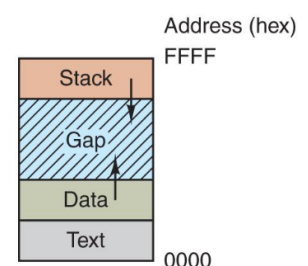 Address (hex)
FFFF
Stack
Gap
Data
Text
0000